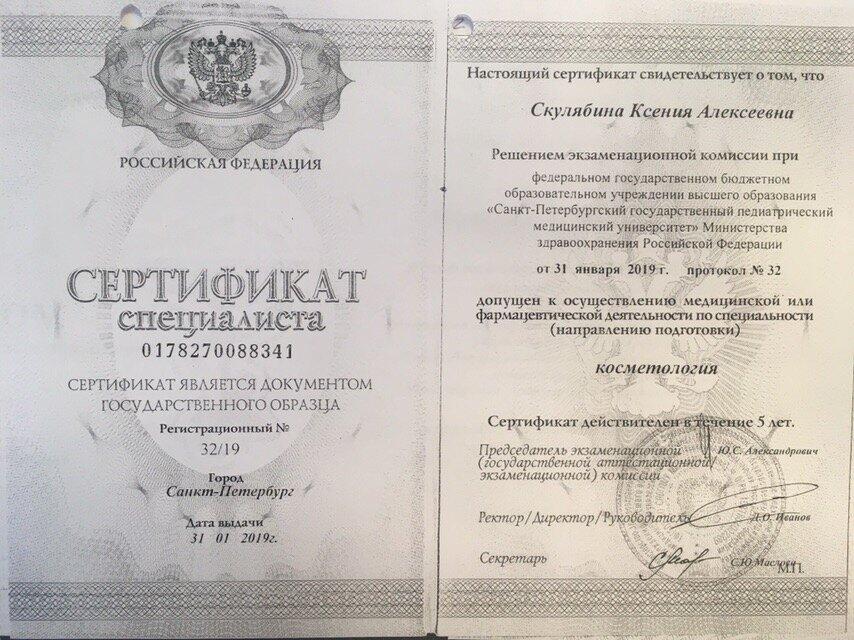 РОССИЙСКАЯ ФЕДЕРАЦИЯ
СЕРТИФИКАТ
специалиста
0178270088341
СЕРТИФИКАТ ЯВЛЯЕТСЯ ДОКУМЕНТОМ
ГОСУДАРСТВЕННОГО ОБРАЗЦА
Регистрационный №
32/19
Город
Санкт-Петербург
Дата выдачи
31 01 2019г.
Настоящий сертификат свидетельствует о том, что
Скулябина Ксения Алексеевна
Решением экзаменационной комиссии при
федеральном государственном бюджетном
образовательном учреждении высшего образования
«Санкт-Петербургский государственный педиатрический
медицинский университет» Министерства
здравоохранения Российской Федерации
от 31 января 2019 г. протокол № 32
допущен к осуществлению медицинской или
фармацевтической деятельности по специальности
(направлению подготовки)
косметология
Сертификат действителен в течение 5 лет.
Председатель экзаменационной Ю.С. Александрович
(государственной аттестационной/
экзаменационной) комиссии
Ректор/Директор/Руководитель Д.О. Иванов
Секретарь С.Ю. Маслова
М.П.